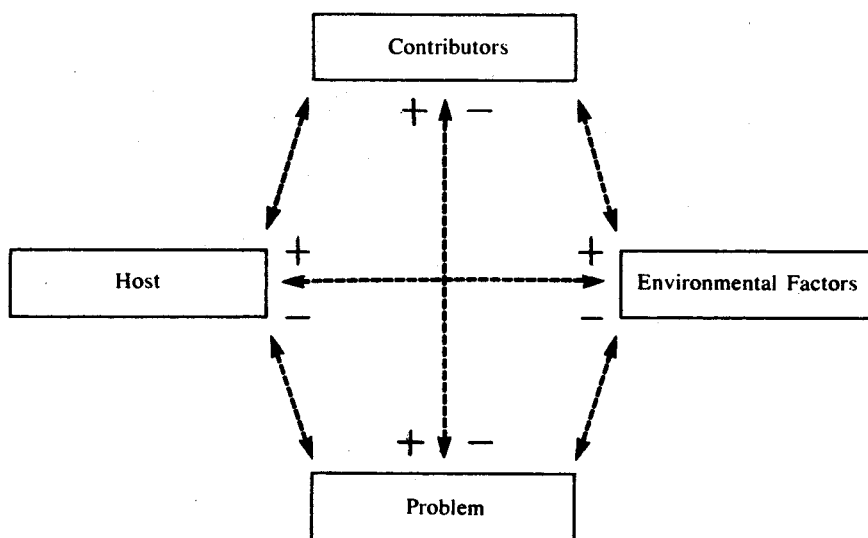 Contributors
+ −
+ +
Host
Environmental Factors
− −
+ −
Problem